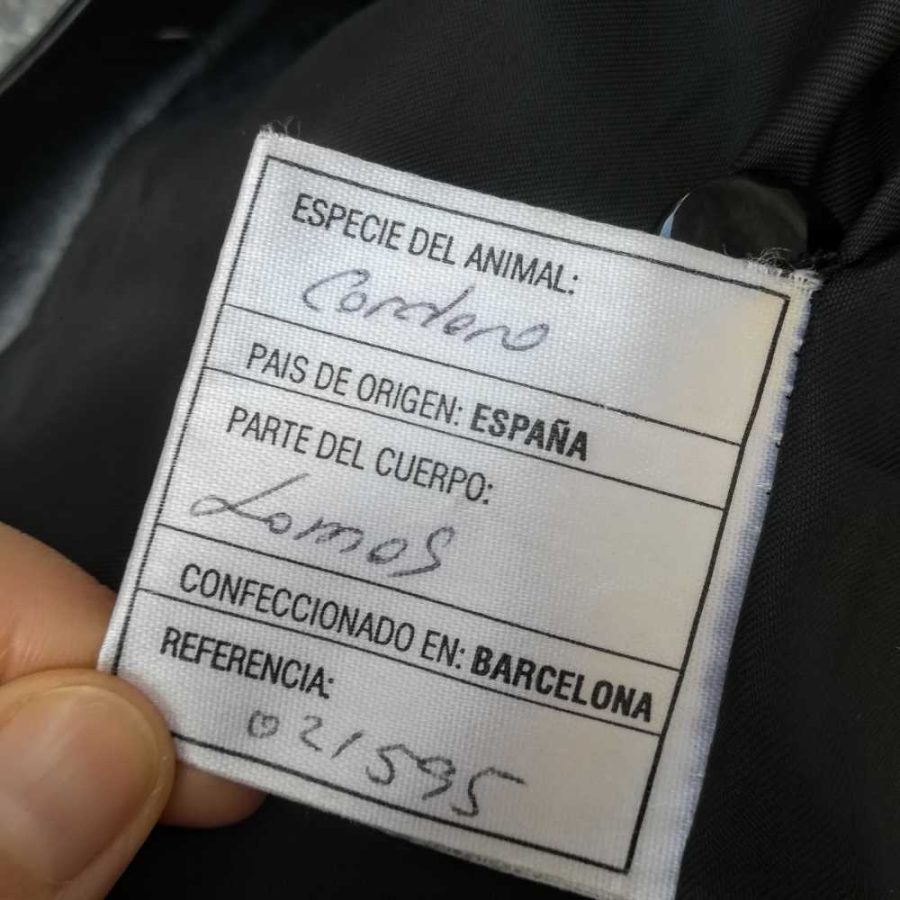 ESPECIE DEL ANIMAL:
Cordero
PAIS DE ORIGEN: ESPAÑA
PARTE DEL CUERPO:
Lomos
CONFECCIONADO EN: BARCELONA
REFERENCIA:
021595